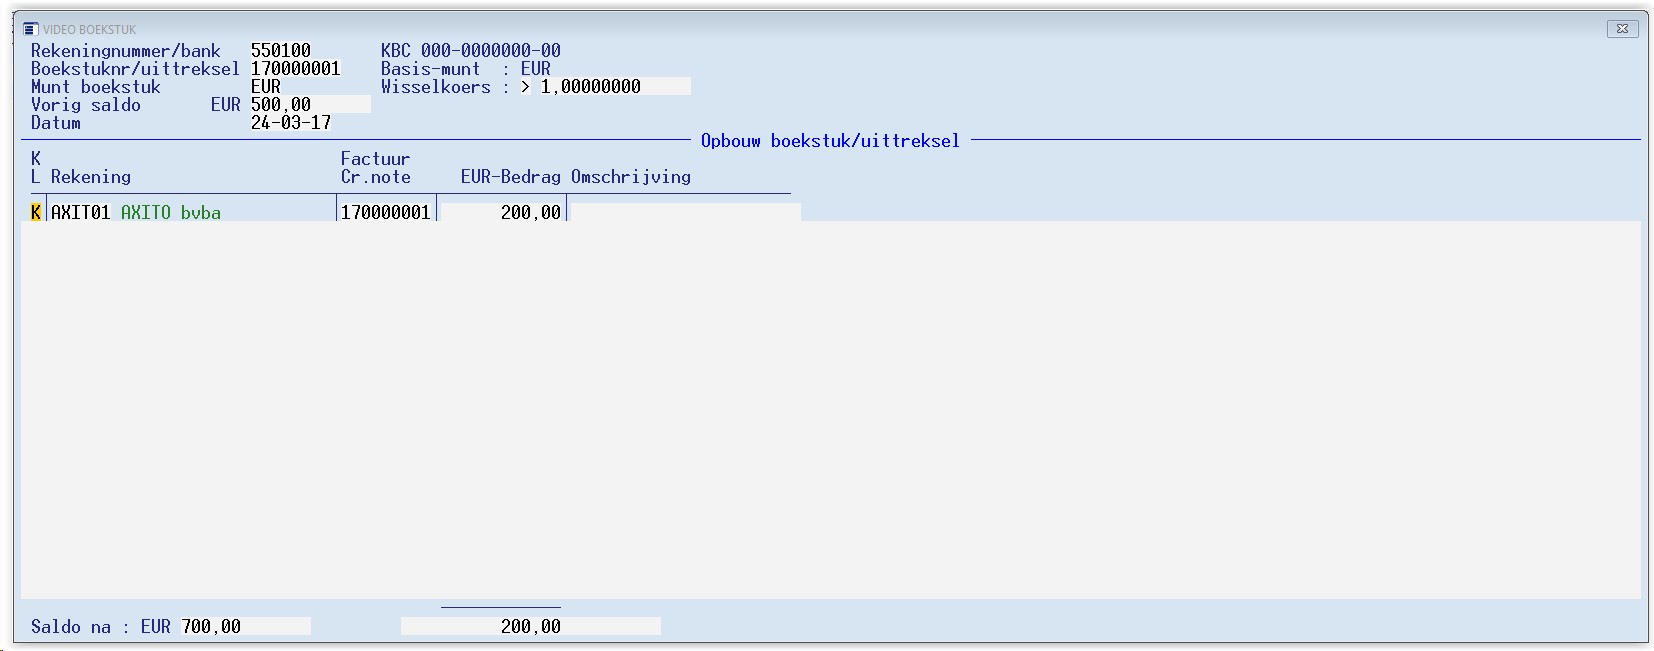 VIDEO BOEKSTUK
Rekeningnummer/bank 550100 KBC 000-0000000-00
Boekstuknr/uittreksel 170000001 Basis-munt : EUR
Munt boekstuk EUR Wisselkoers : > 1,00000000
Vorig saldo EUR 500,00
Datum 24-03-17
Opbouw boekstuk/uittreksel
K Factuur
L Rekening Cr.note EUR-Bedrag Omschrijving
K AXIT01 AXITO bvba 170000001 200,00
Saldo na : EUR 700,00 200,00